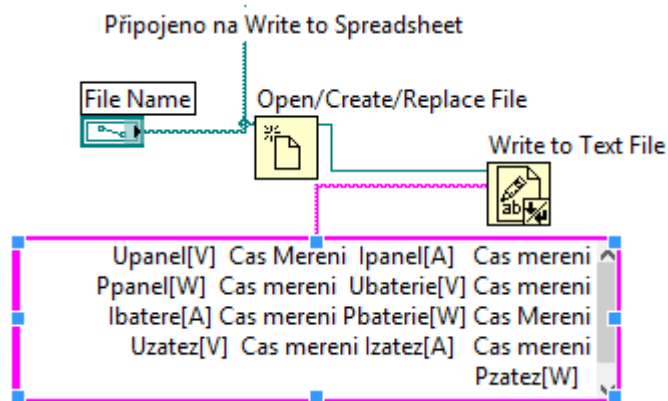 Připojeno na Write to Spreadsheet
File Name
Open/Create/Replace File
Write to Text File
ab
Upanel[V] Cas Mereni Ipanel[A] Cas mereni
Ppanel[W] Cas mereni Ubaterie[V] Cas mereni
Ibatere[A] Cas mereni Pbaterie[W] Cas Mereni
Uzatez[V] Cas mereni Izatez[A] Cas mereni
Pzatez[W]